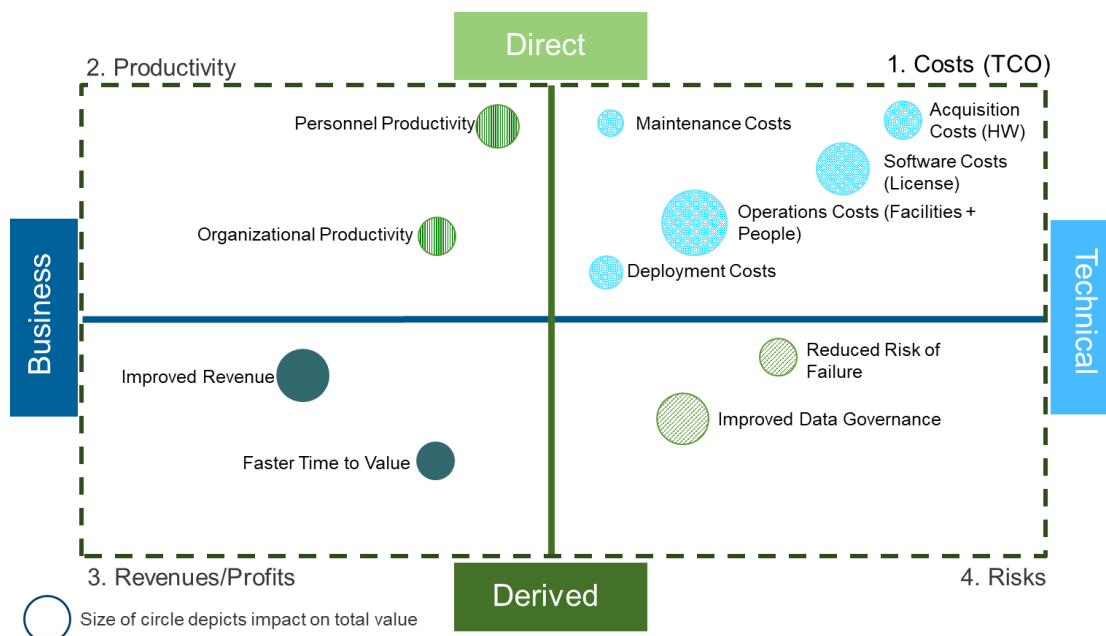 Direct
2. Productivity
1. Costs (TCO)
Personnel Productivity
Maintenance Costs
Acquisition
Costs (HW)
Software Costs
(License)
Organizational Productivity
Operations Costs (Facilities +
People)
Deployment Costs
Business
Technical
Improved Revenue
Reduced Risk of
Failure
Improved Data Governance
Faster Time to Value
3. Revenues/Profits
Derived
4. Risks
Size of circle depicts impact on total value